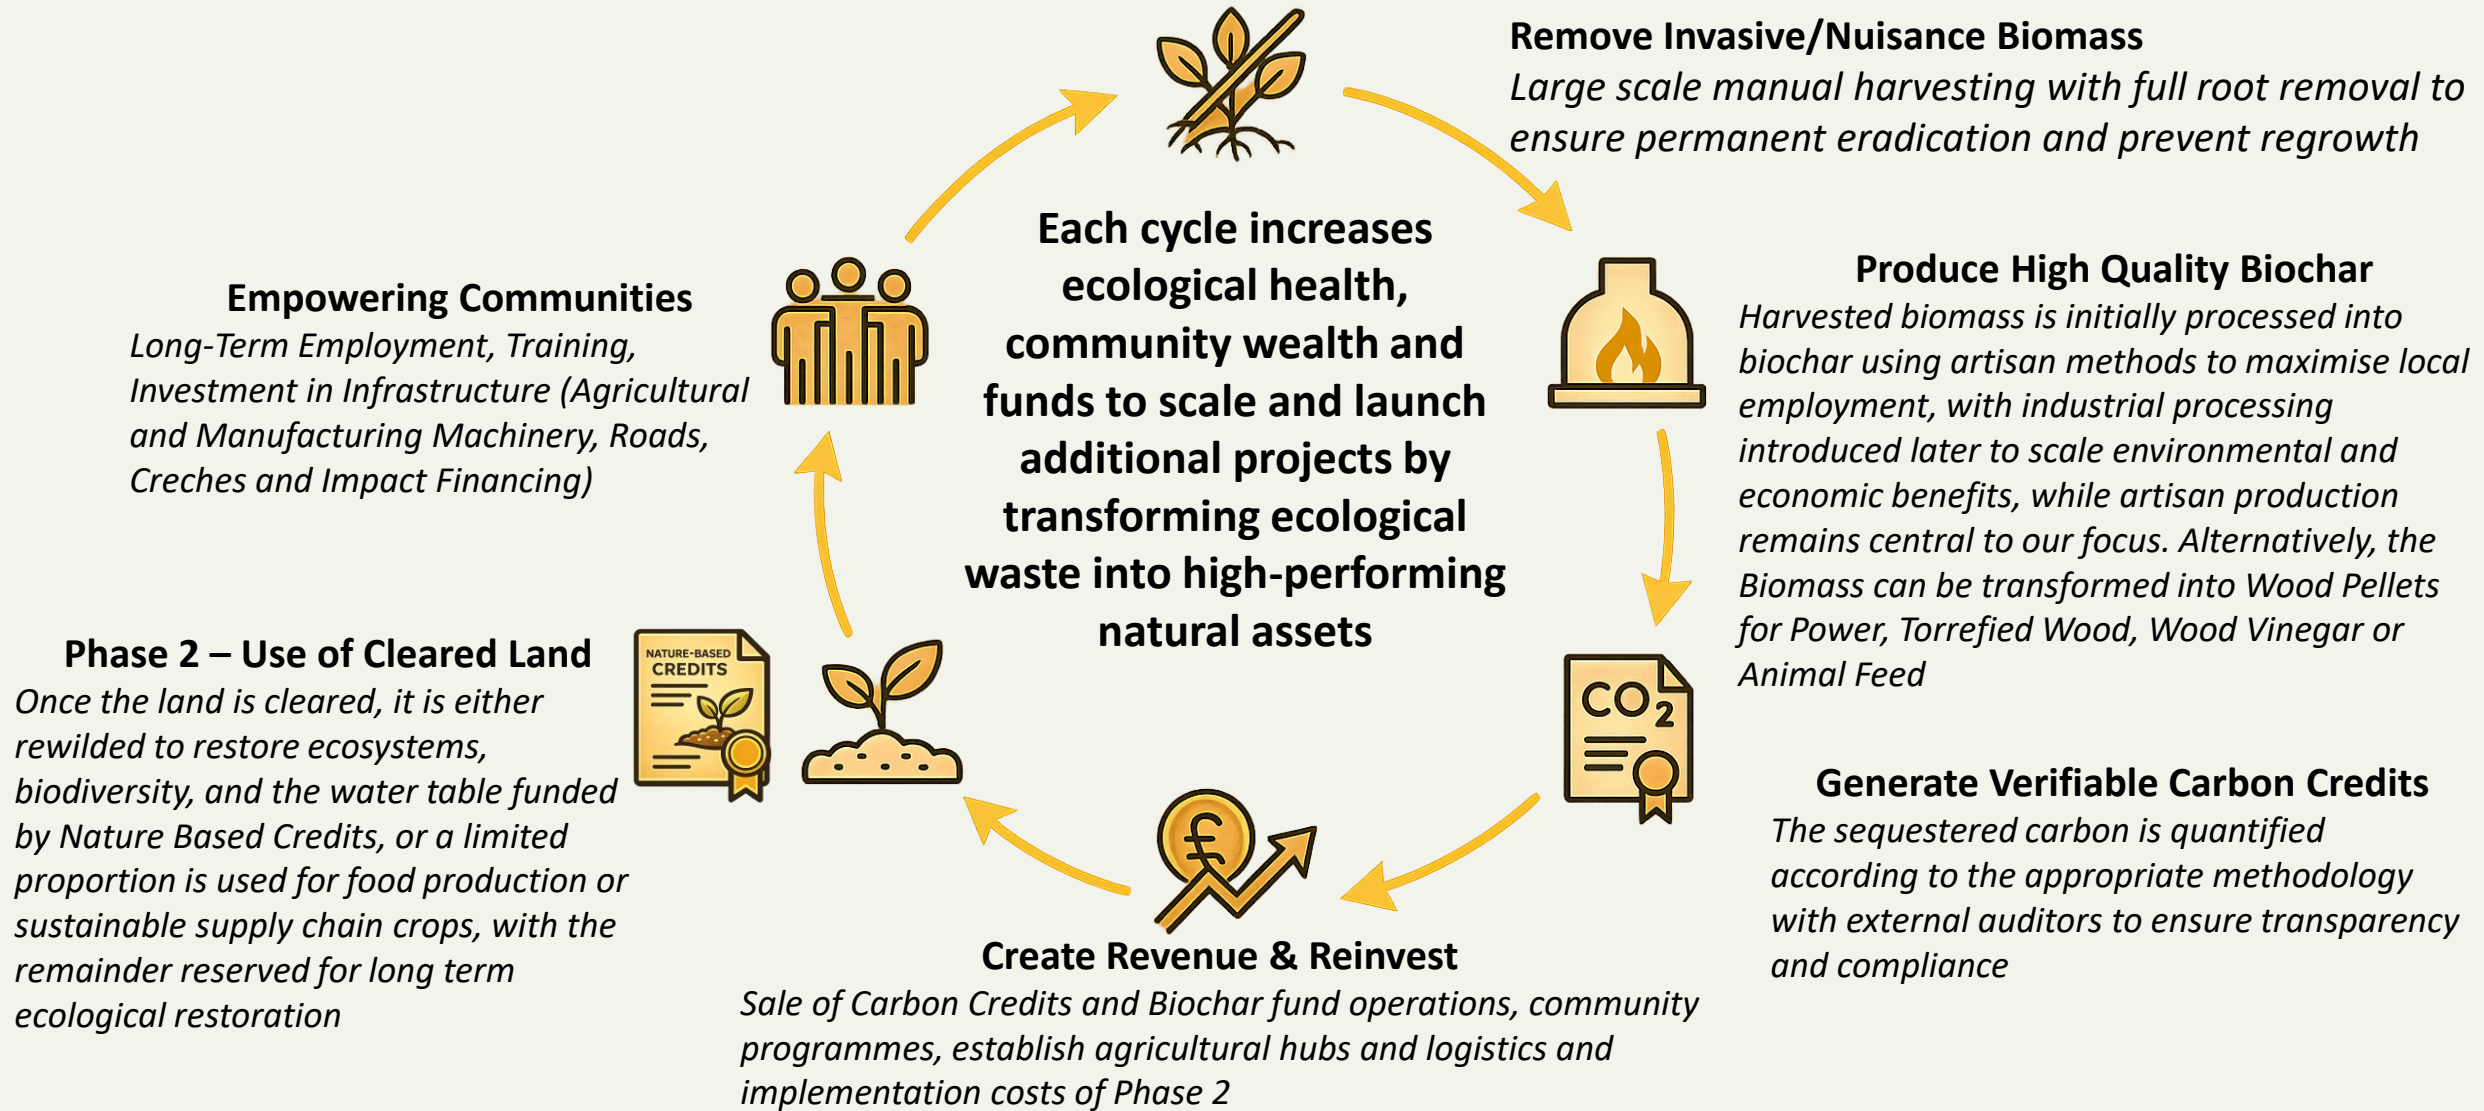 Remove Invasive/Nuisance Biomass
Large scale manual harvesting with full root removal to
ensure permanent eradication and prevent regrowth
Each cycle increases
ecological health,
community wealth and
funds to scale and launch
additional projects by
transforming ecological
waste into high-performing
natural assets
Produce High Quality Biochar
Harvested biomass is initially processed into
biochar using artisan methods to maximise local
employment, with industrial processing
introduced later to scale environmental and
economic benefits, while artisan production
remains central to our focus. Alternatively, the
Biomass can be transformed into Wood Pellets
for Power, Torrefied Wood, Wood Vinegar or
Animal Feed
CO2
Generate Verifiable Carbon Credits
The sequestered carbon is quantified
according to the appropriate methodology
with external auditors to ensure transparency
and compliance
£
Create Revenue & Reinvest
Sale of Carbon Credits and Biochar fund operations, community
programmes, establish agricultural hubs and logistics and
implementation costs of Phase 2
NATURE-BASED
CREDITS
Phase 2 – Use of Cleared Land
Once the land is cleared, it is either
rewilded to restore ecosystems,
biodiversity, and the water table funded
by Nature Based Credits, or a limited
proportion is used for food production or
sustainable supply chain crops, with the
remainder reserved for long term
ecological restoration
Empowering Communities
Long-Term Employment, Training,
Investment in Infrastructure (Agricultural
and Manufacturing Machinery, Roads,
Creches and Impact Financing)